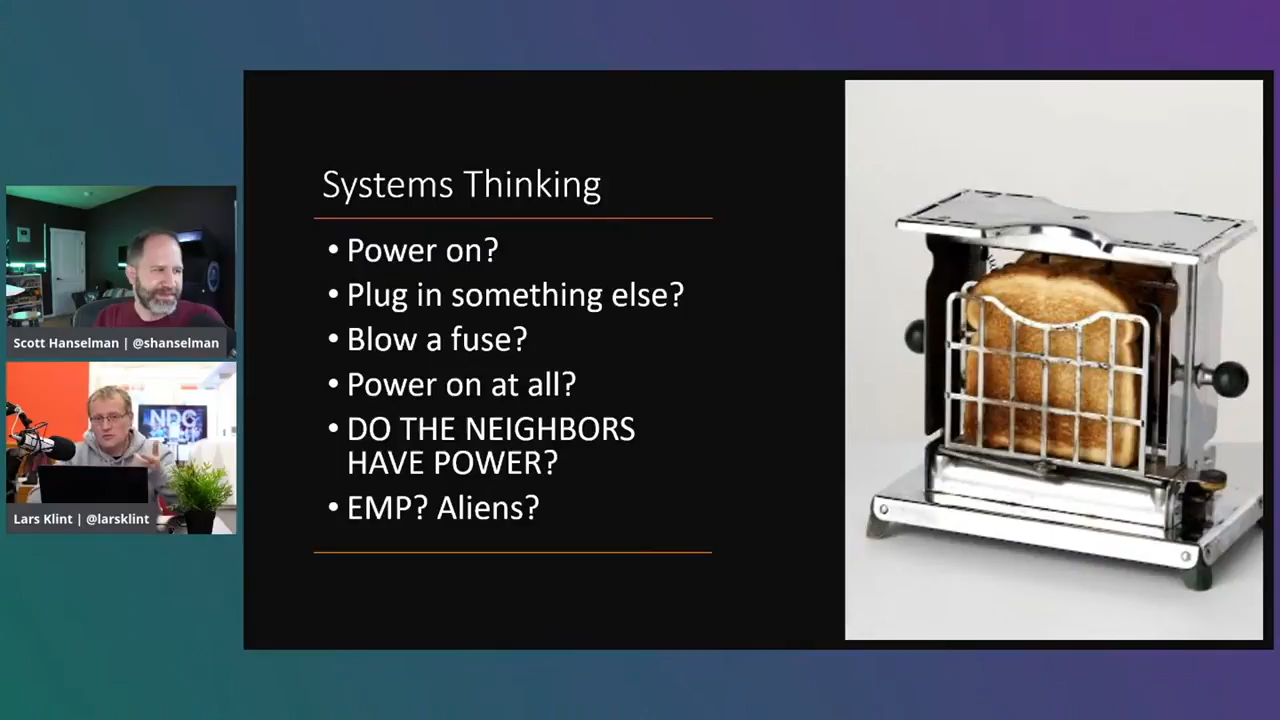 Systems Thinking
• Power on?
• Plug in something else?
• Blow a fuse?
• Power on at all?
• DO THE NEIGHBORS
HAVE POWER?
• EMP? Aliens?
Scott Hanselman | @shanselman
NDC
Lars Klint | @larsklint